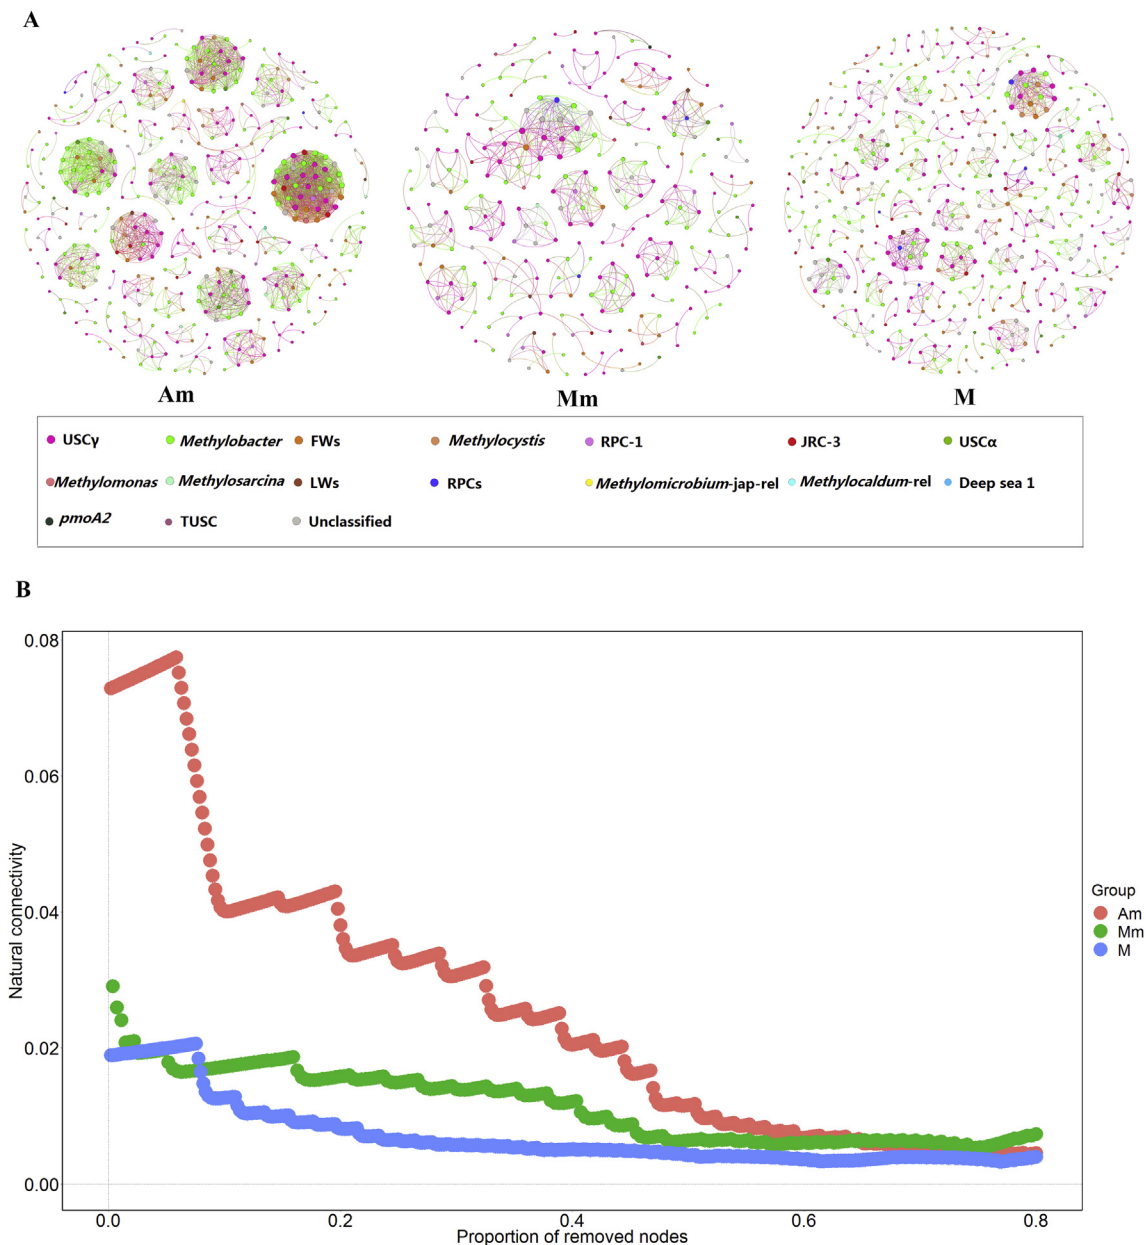 A
Am
Mm
M
USCγ Methylobacter FWs Methylocystis RPC-1 JRC-3 USCα
Methylomonas Methylosarcina LWs RPCs Methylomicrobium-jap-rel Methylocaldum-rel Deep sea 1
pmoA2 TUSC Unclassified
B
0.08
0.06
0.04
0.02
0.00
Natural connectivity
0.0 0.2 0.4 0.6 0.8
Proportion of removed nodes
Group
Am
Mm
M